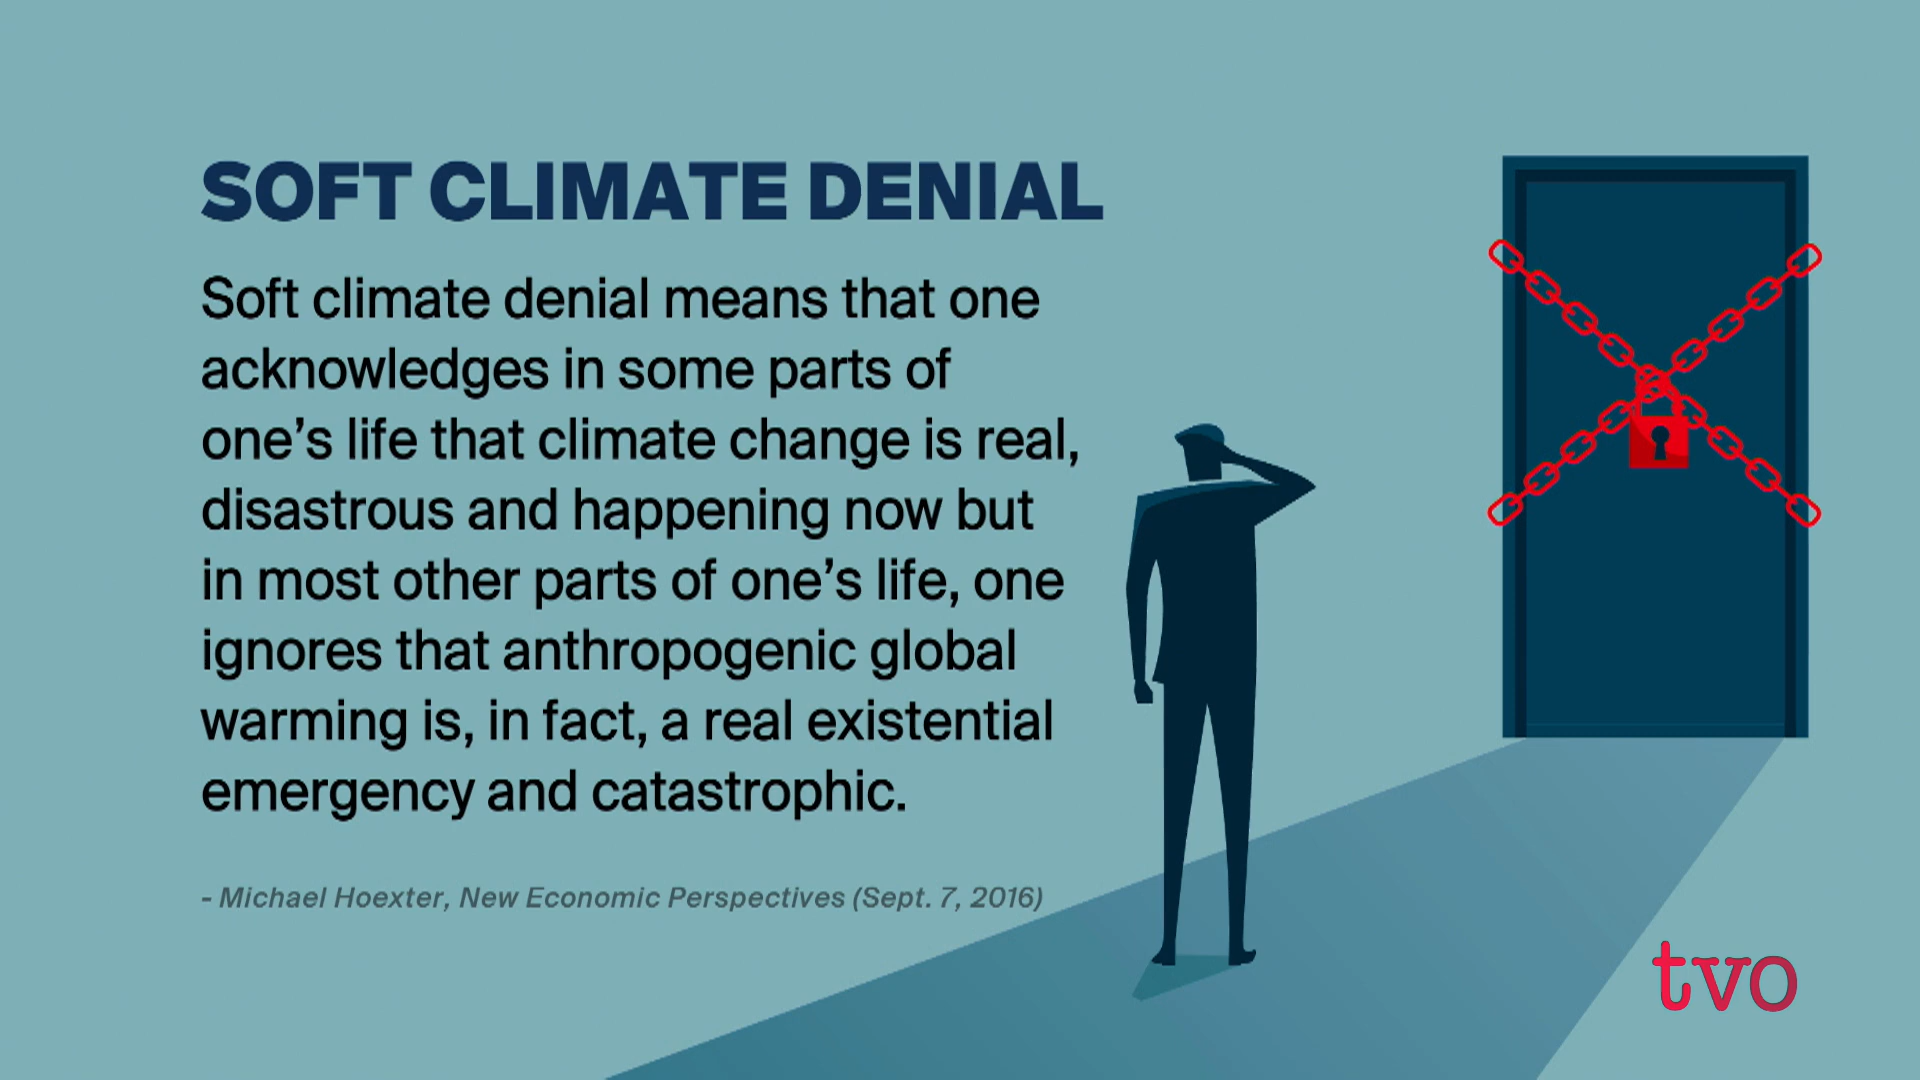 SOFT CLIMATE DENIAL
Soft climate denial means that one
acknowledges in some parts of
one's life that climate change is real,
disastrous and happening now but
in most other parts of one's life, one
ignores that anthropogenic global
warming is, in fact, a real existential
emergency and catastrophic.
- Michael Hoexter, New Economic Perspectives (Sept. 7, 2016)
tvo